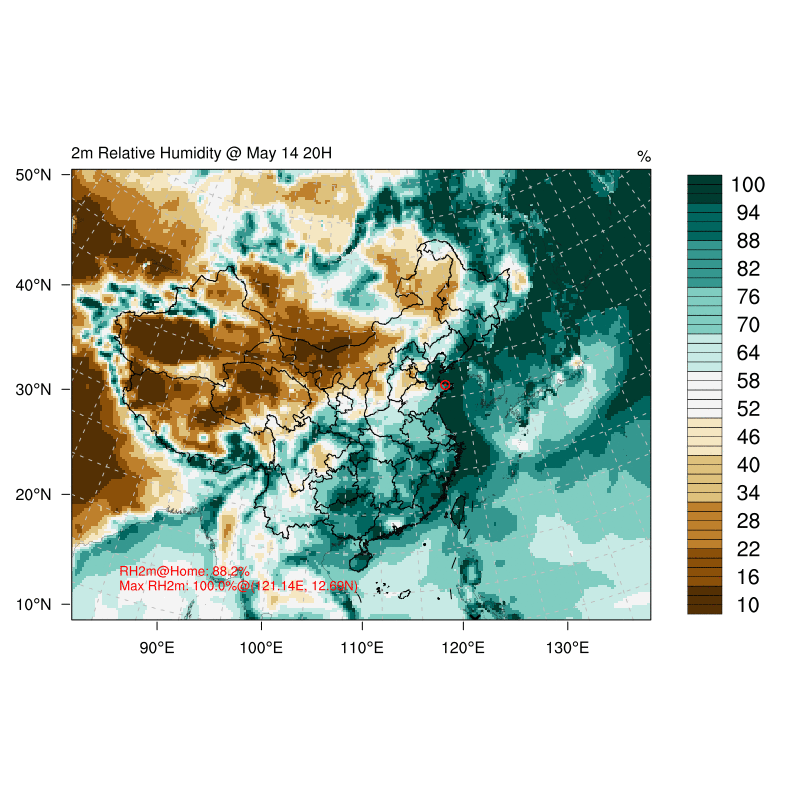 2m Relative Humidity @ May 14 20H
%
50°N
40°N
30°N
20°N
10°N
90°E
100°E
110°E
120°E
130°E
100
94
88
82
76
70
64
58
52
46
40
34
28
22
16
10
RH2m@Home: 88.2%
Max RH2m: 100.0%@(121.14E, 12.69N)